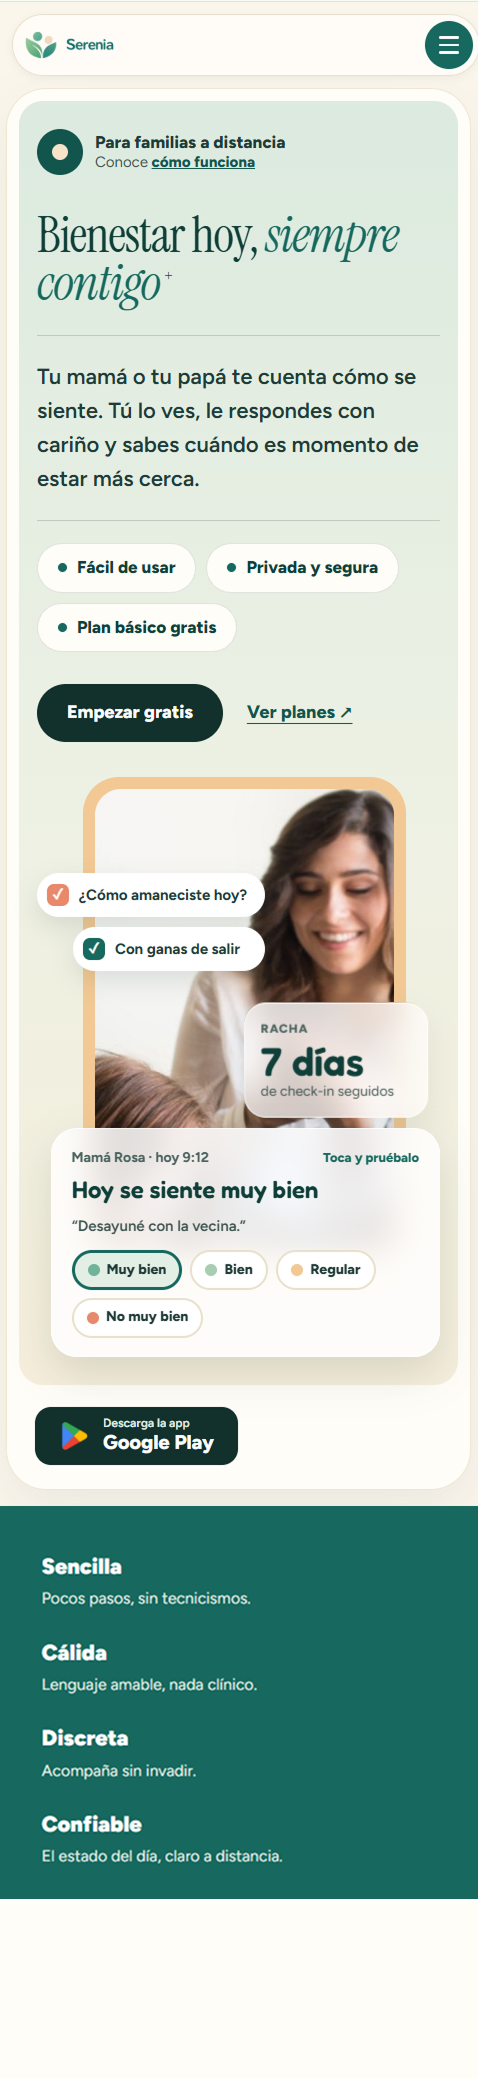 Serenia
Para familias a distancia
Conoce cómo funciona
Bienestar hoy, siempre
contigo+
Tu mamá o tu papá te cuenta cómo se
siente. Tú lo ves, le respondes con
cariño y sabes cuándo es momento de
estar más cerca.
Fácil de usar
Privada y segura
Plan básico gratis
Empezar gratis
Ver planes ↗
¿Cómo amaneciste hoy?
Con ganas de salir
RACHA
7 días
de check-in seguidos
Mamá Rosa · hoy 9:12
Toca y pruébalo
Hoy se siente muy bien
“Desayuné con la vecina.”
Muy bien
Bien
Regular
No muy bien
Descarga la app
Google Play
Sencilla
Pocos pasos, sin tecnicismos.
Cálida
Lenguaje amable, nada clínico.
Discreta
Acompaña sin invadir.
Confiable
El estado del día, claro a distancia.